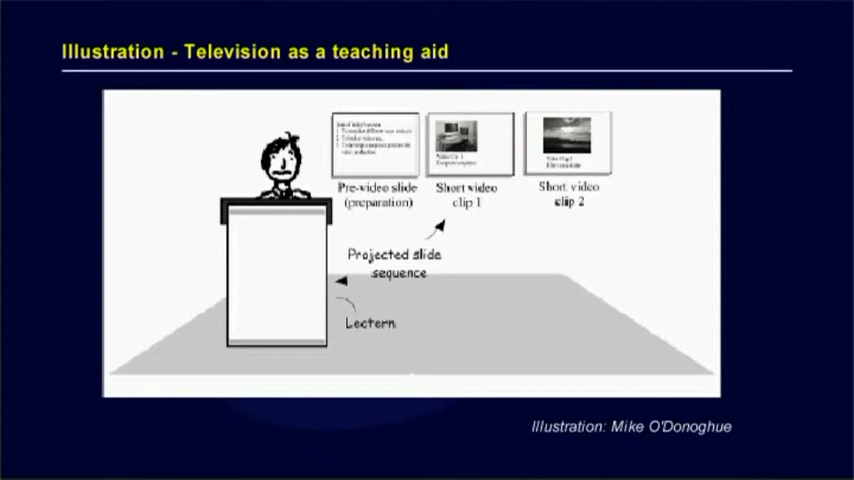 Illustration - Television as a teaching aid
Pre-video slide
(preparation)
Short video
clip 1
Short video
clip 2
Projected slide
sequence
Lectern
Illustration: Mike O'Donoghue